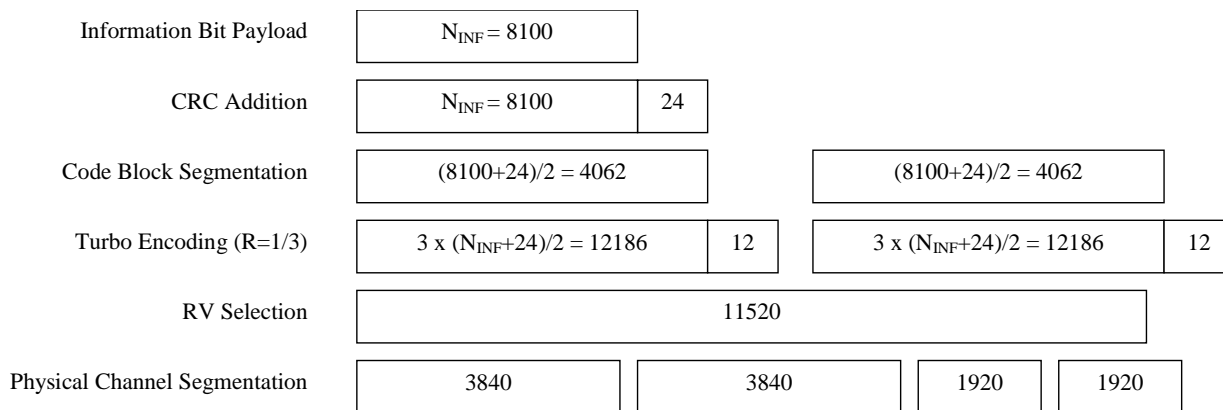 Information Bit Payload N_INF = 8100
CRC Addition N_INF = 8100 24
Code Block Segmentation (8100+24)/2 = 4062 (8100+24)/2 = 4062
Turbo Encoding (R=1/3) 3 x (N_INF+24)/2 = 12186 12 3 x (N_INF+24)/2 = 12186 12
RV Selection 11520
Physical Channel Segmentation 3840 3840 1920 1920